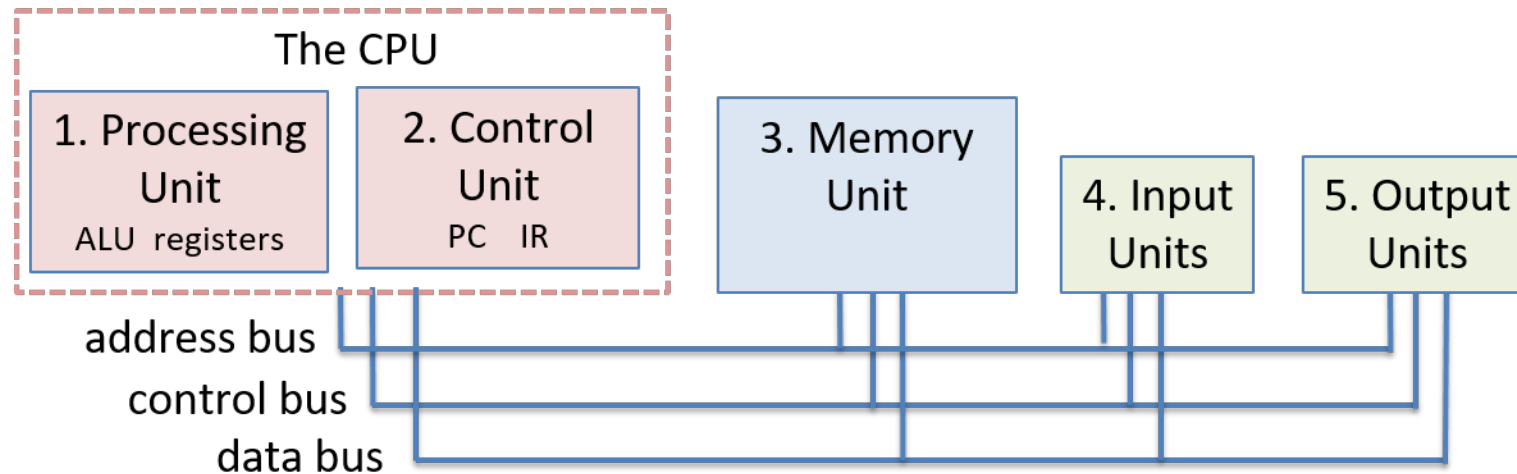 The CPU
1. Processing
Unit
ALU registers
2. Control
Unit
PC IR
3. Memory
Unit
4. Input
Units
5. Output
Units
address bus
control bus
data bus